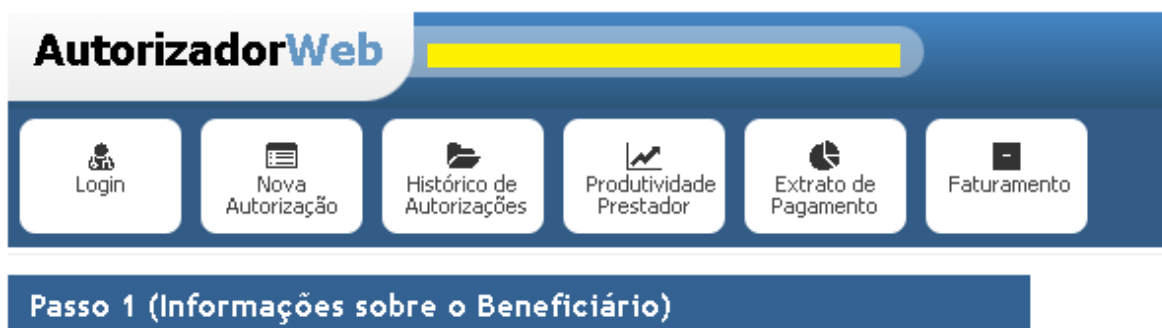 AutorizadorWeb
Login
Nova
Autorização
Histórico de
Autorizações
Produtividade
Prestador
Extrato de
Pagamento
Faturamento
Passo 1 (Informações sobre o Beneficiário)